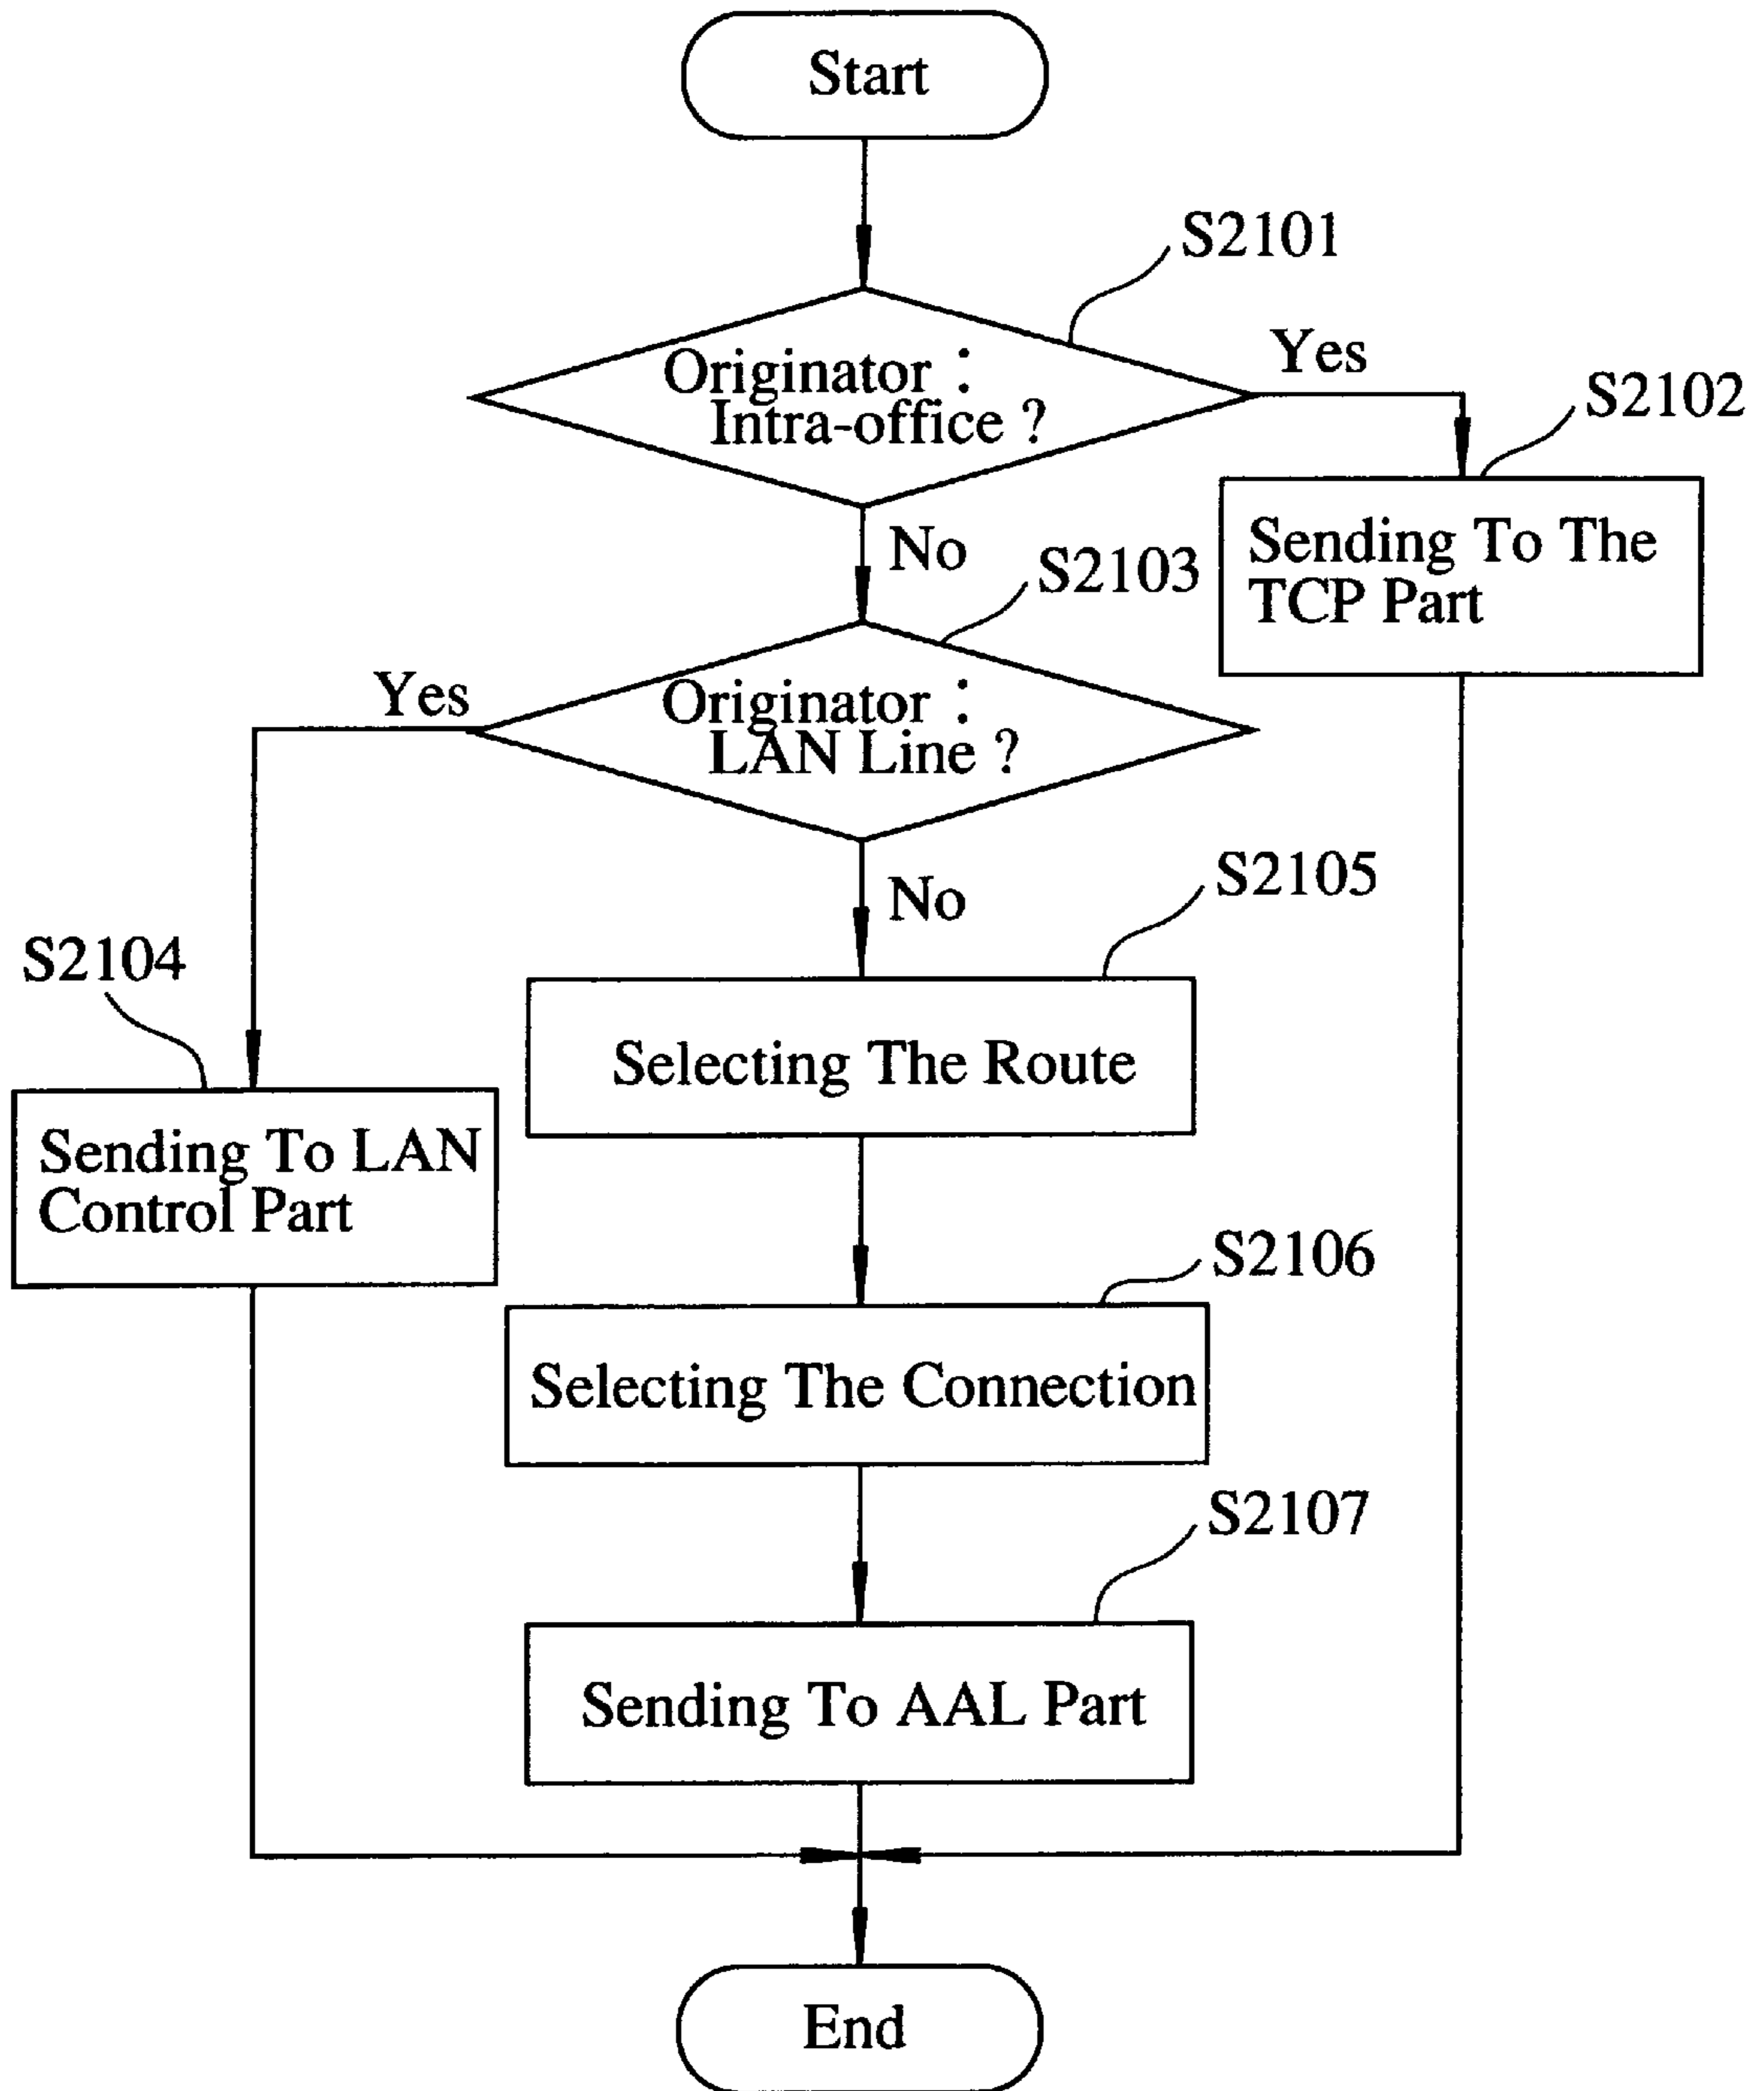 Start
S2101
Originator :
Intra-office ?
Yes
S2102
Sending To The
TCP Part
No
S2103
Originator :
LAN Line ?
Yes
No
S2105
S2104
Selecting The Route
Sending To LAN
Control Part
S2106
Selecting The Connection
S2107
Sending To AAL Part
End